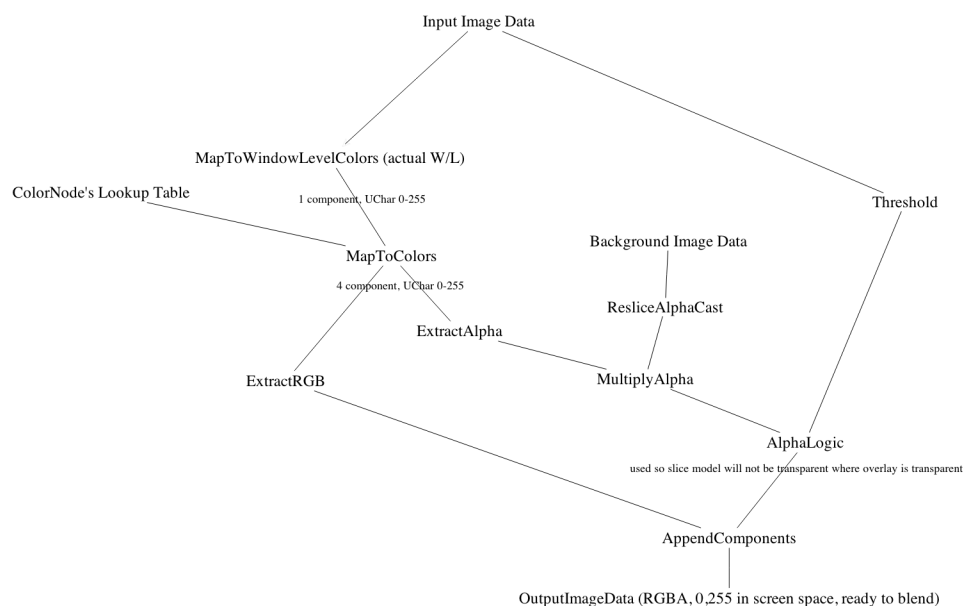 Input Image Data
MapToWindowLevelColors (actual W/L)
ColorNode's Lookup Table
1 component, UChar 0-255
Threshold
Background Image Data
MapToColors
4 component, UChar 0-255
ResliceAlphaCast
ExtractAlpha
ExtractRGB
MultiplyAlpha
AlphaLogic
used so slice model will not be transparent where overlay is transparent
AppendComponents
OutputImageData (RGBA, 0,255 in screen space, ready to blend)